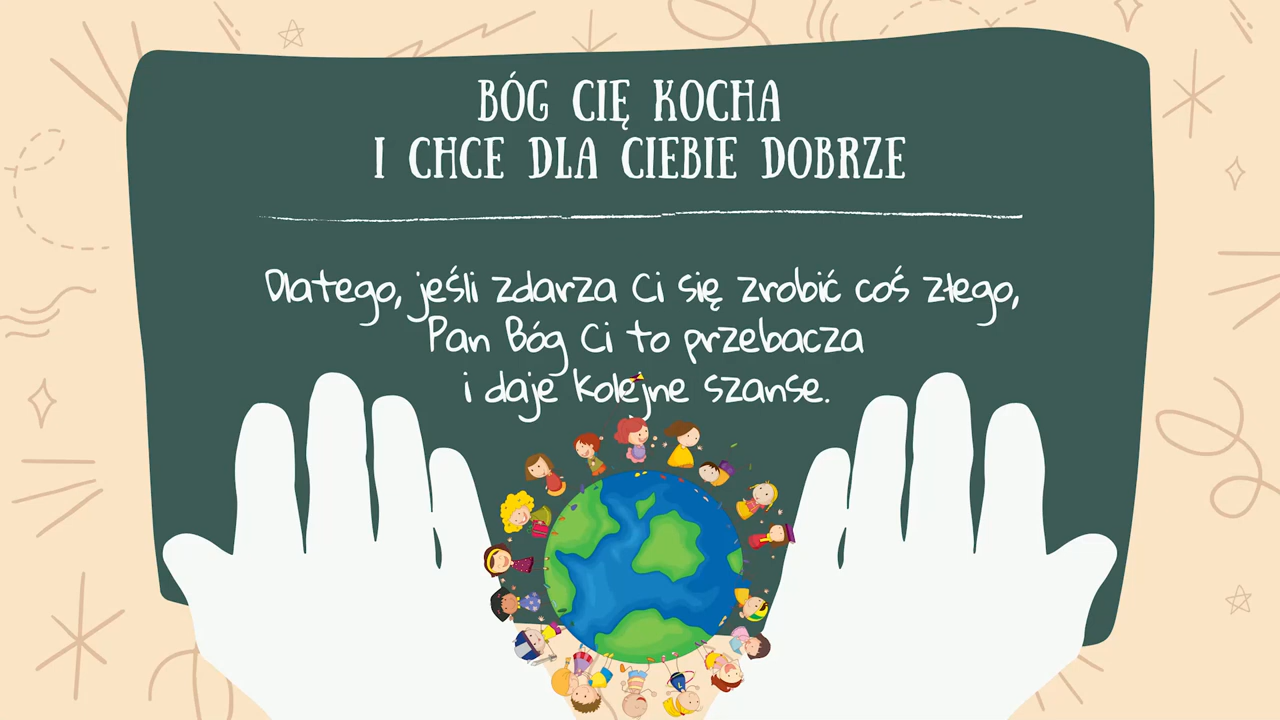 BÓG CIĘ KOCHA
I CHCE DLA CIEBIE DOBRZE
Dlatego, jeśli zdarza Ci się zrobić coś złego,
Pan Bóg Ci to przebacza
i daje kolejne szanse.